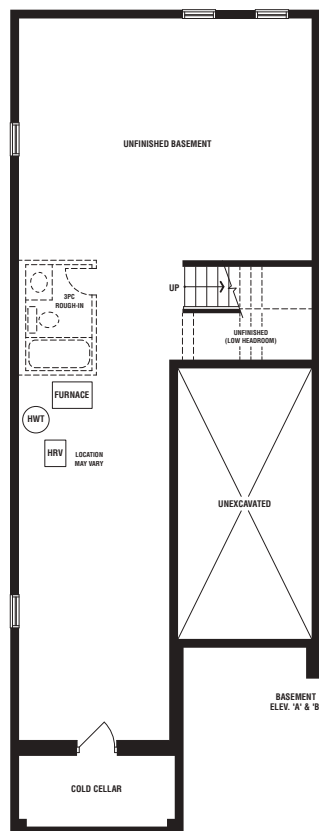 UNFINISHED BASEMENT
3PC
ROUGH-IN
UP
UNFINISHED
(LOW HEADROOM)
FURNACE
HWT
HRV
LOCATION
MAY VARY
UNEXCAVATED
BASEMENT
ELEV. 'A' & 'B
COLD CELLAR